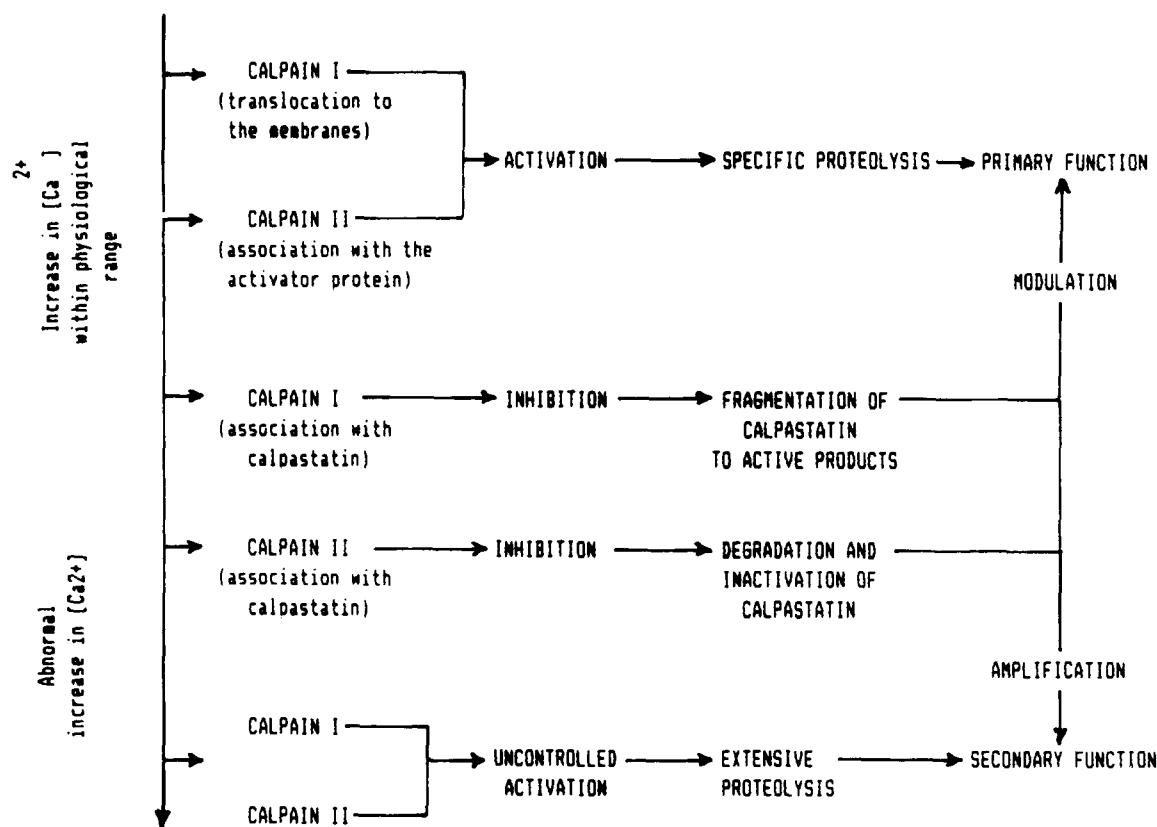 2+
Increase in [Ca ]
within physiological
range
CALPAIN I
(translocation to
the membranes)
ACTIVATION
SPECIFIC PROTEOLYSIS
PRIMARY FUNCTION
CALPAIN II
(association with the
activator protein)
MODULATION
CALPAIN I
(association with
calpastatin)
INHIBITION
FRAGMENTATION OF
CALPASTATIN
TO ACTIVE PRODUCTS
Abnormal
increase in [Ca2+]
CALPAIN II
(association with
calpastatin)
INHIBITION
DEGRADATION AND
INACTIVATION OF
CALPASTATIN
AMPLIFICATION
CALPAIN I
UNCONTROLLED
ACTIVATION
EXTENSIVE
PROTEOLYSIS
SECONDARY FUNCTION
CALPAIN II